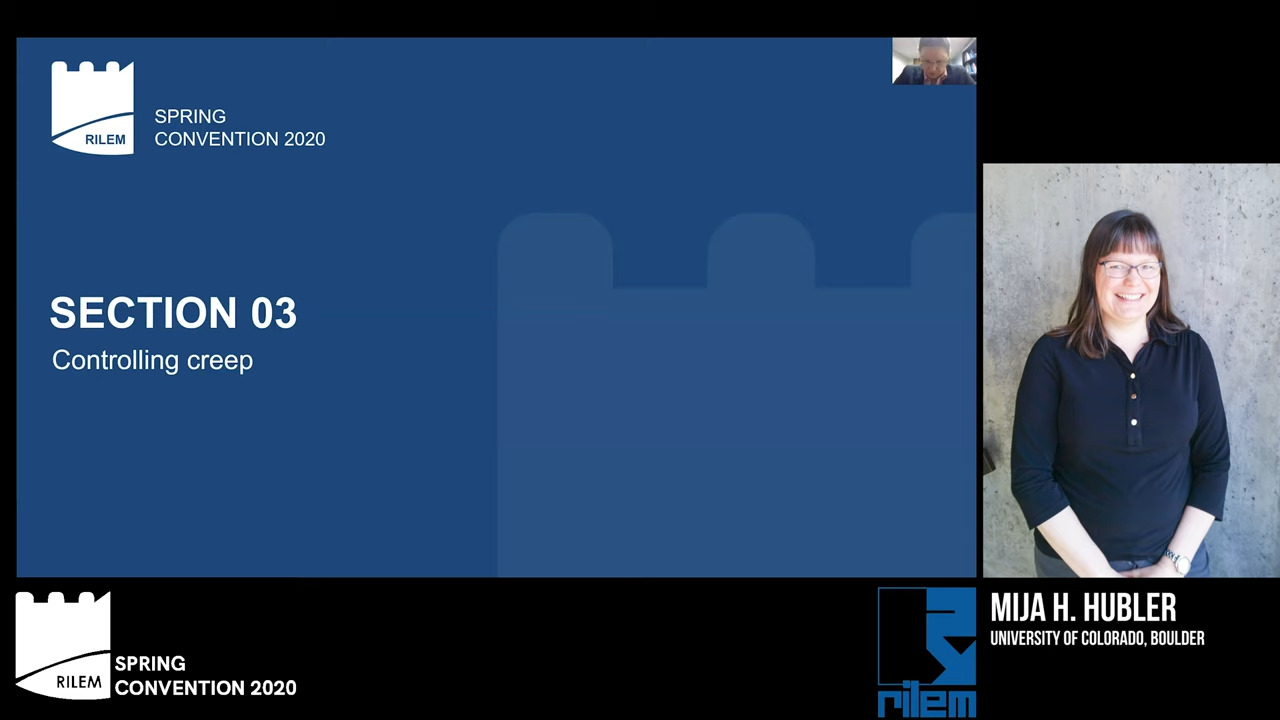 RILEM
SPRING
CONVENTION 2020
SECTION 03
Controlling creep
RILEM
SPRING
CONVENTION 2020
rilem
MIJA H. HUBLER
UNIVERSITY OF COLORADO, BOULDER